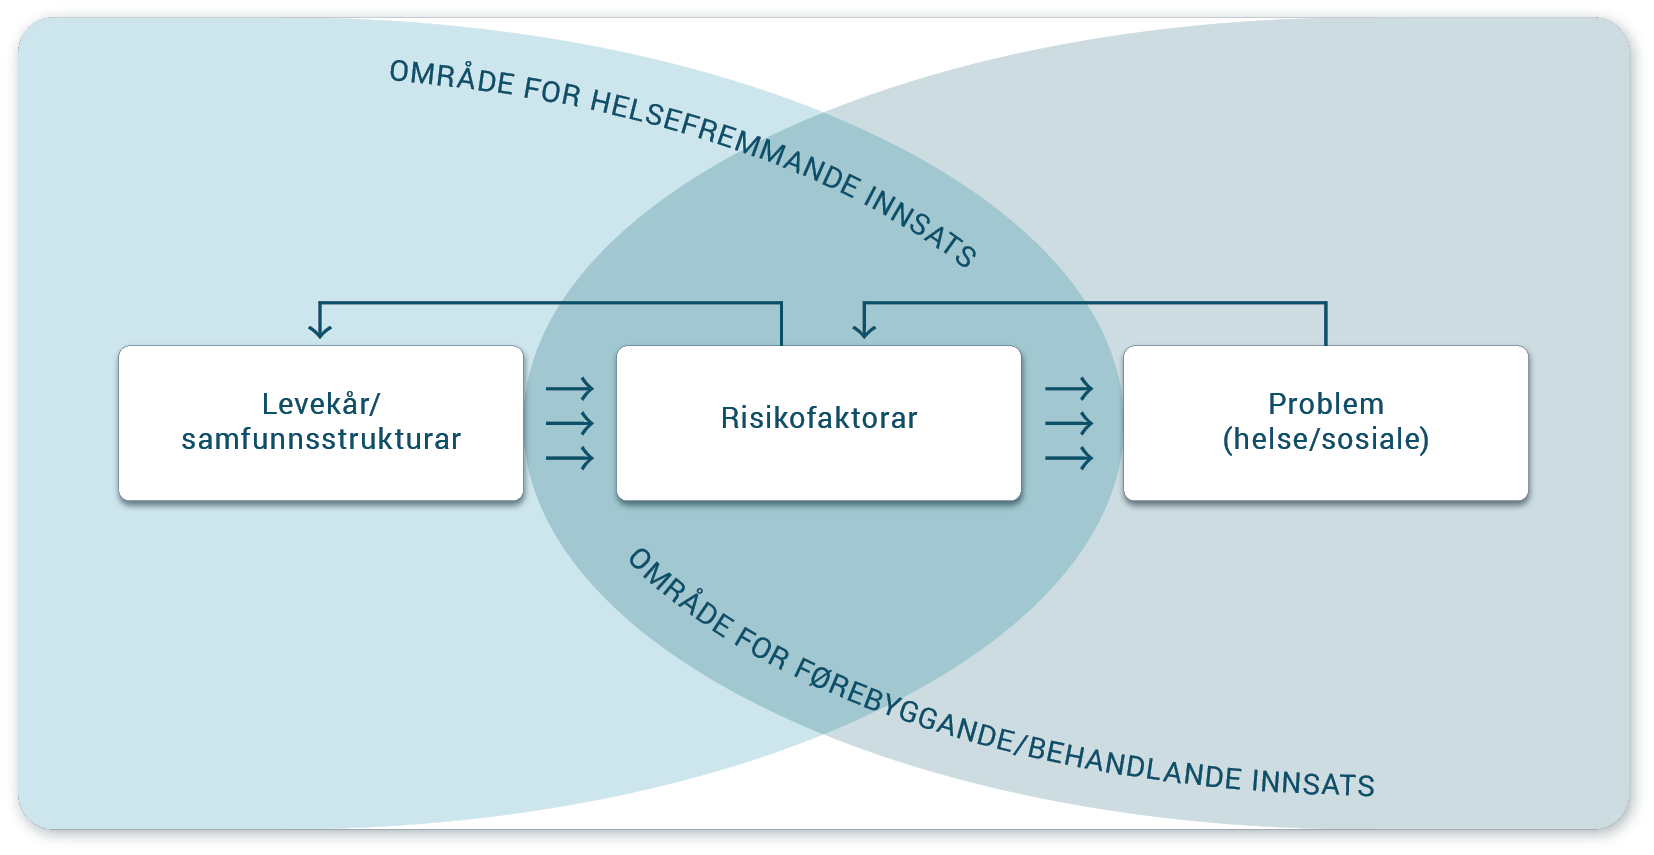 OMRÅDE FOR HELSEFREMMANDE INNSATS
Levekår/
samfunnsstrukturar
Risikofaktorar
Problem
(helse/sosiale)
OMRÅDE FOR FØREBYGGANDE/BEHANDLANDE INNSATS